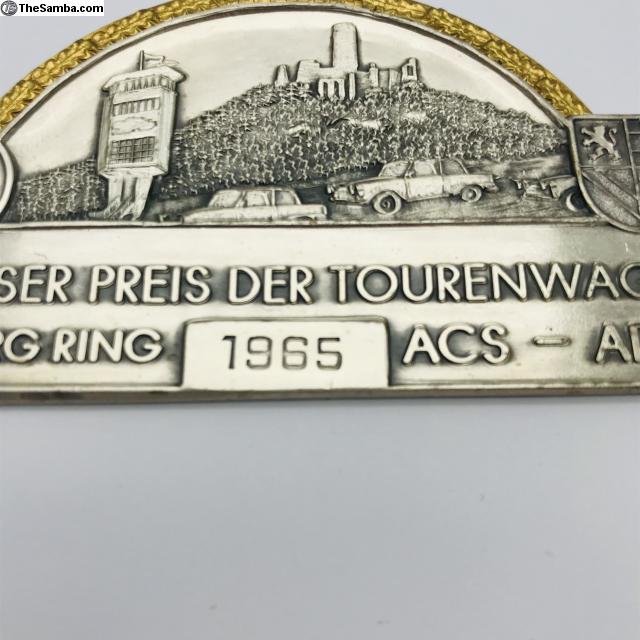 TheSamba.com
SER PREIS DER TOURENWAG
RG RING 1965 ACS – A